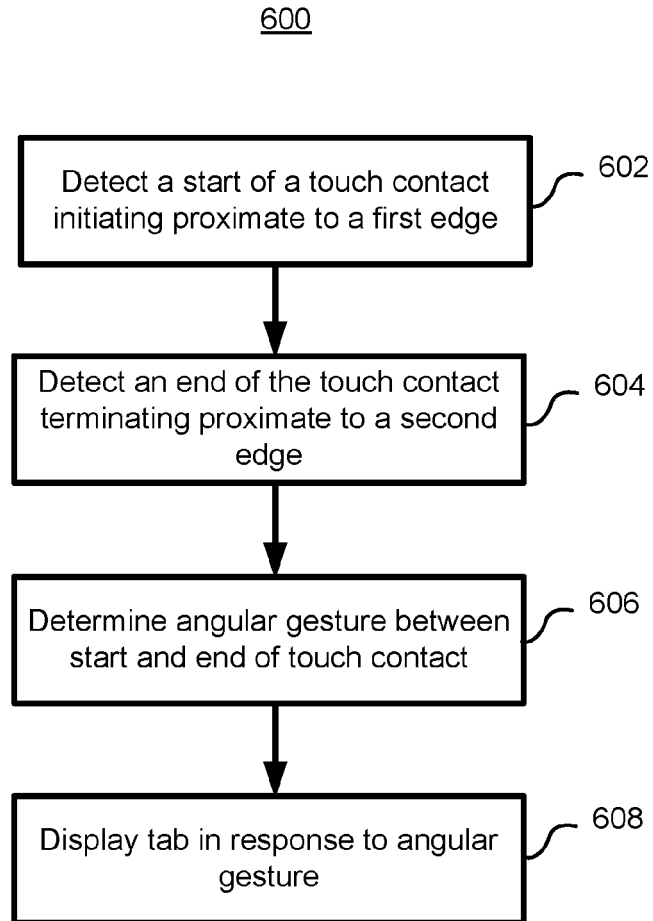 600
Detect a start of a touch contact
initiating proximate to a first edge
602
Detect an end of the touch contact
terminating proximate to a second
edge
604
Determine angular gesture between
start and end of touch contact
606
Display tab in response to angular
gesture
608